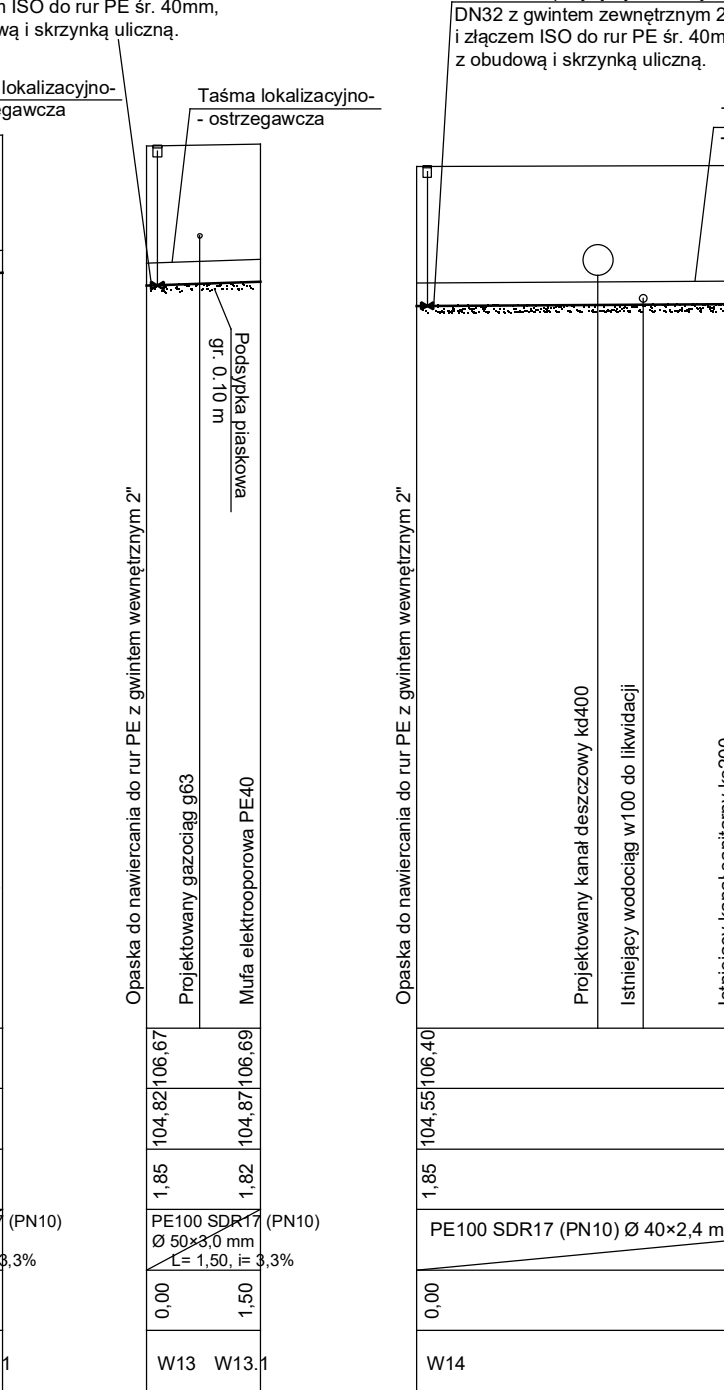 ISO do rur PE śr. 40mm,
i skrzynką uliczną.
lokalizacyjno-
Taśma lokalizacyjno-
- ostrzegawcza
DN32 z gwintem zewnętrznym
i złączem ISO do rur PE śr.
z obudową i skrzynką uliczną.
Podsypka piaskowa
gr. 0.10 m
Opaska do nawiercania do rur PE z gwintem wewnętrznym 2"
Projektowany gazociąg g63
Mufa elektrooporowa PE40
Opaska do nawiercania do rur PE z gwintem wewnętrznym 2"
Projektowany kanał deszczowy kd400
Istniejący wodociąg w100 do likwidacji
106,67 106,69
106,40
104,82 104,87
104,55
1,85 1,82
1,85
(PN10)
3,3%
PE100 SDR17 (PN10)
Ø 50×3,0 mm
L= 1,50, i= 3,3%
PE100 SDR17 (PN10) Ø 40×2,4
0,00 1,50
0,00
W13 W13.1
W14